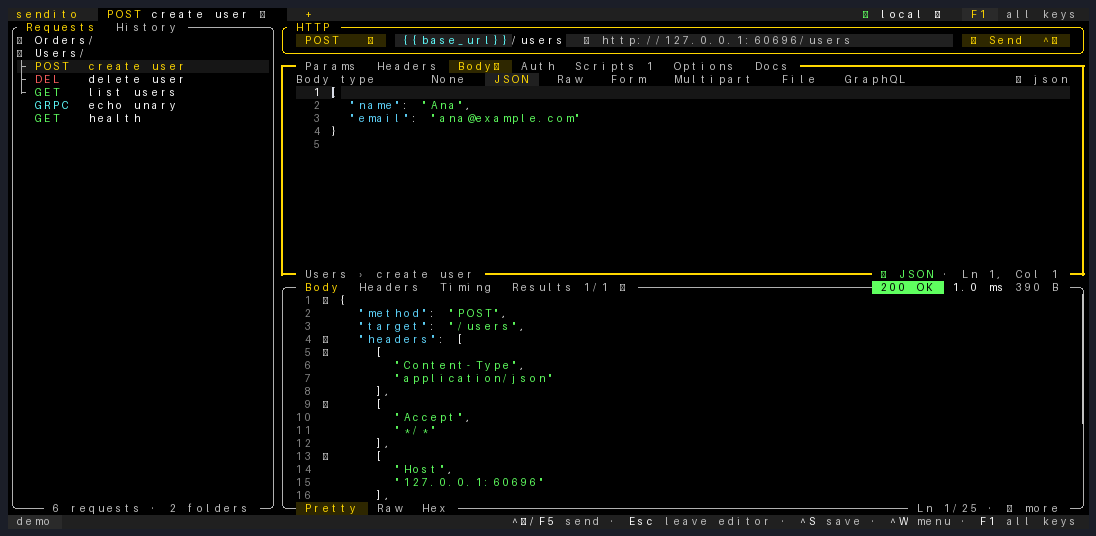 sendito POST create user + local F1 all keys
Requests History
Orders/
Users/
POST create user
DEL delete user
GET list users
GRPC echo unary
GET health
6 requests · 2 folders
HTTP
POST {{base_url}}/users http://127.0.0.1:60696/users Send ^
Params Headers Body Auth Scripts 1 Options Docs
Body type None JSON Raw Form Multipart File GraphQL json
1 {
2 "name": "Ana",
3 "email": "ana@example.com"
4 }
5
Users › create user JSON · Ln 1, Col 1
Body Headers Timing Results 1/1 200 OK 1.0 ms 390 B
1 {
2 "method": "POST",
3 "target": "/users",
4 "headers": [
5 [
6 "Content-Type",
7 "application/json"
8 ],
9 [
10 "Accept",
11 "*/*"
12 ],
13 [
14 "Host",
15 "127.0.0.1:60696"
16 ],
Pretty Raw Hex Ln 1/25 · more
demo ^/F5 send · Esc leave editor · ^S save · ^W menu · F1 all keys